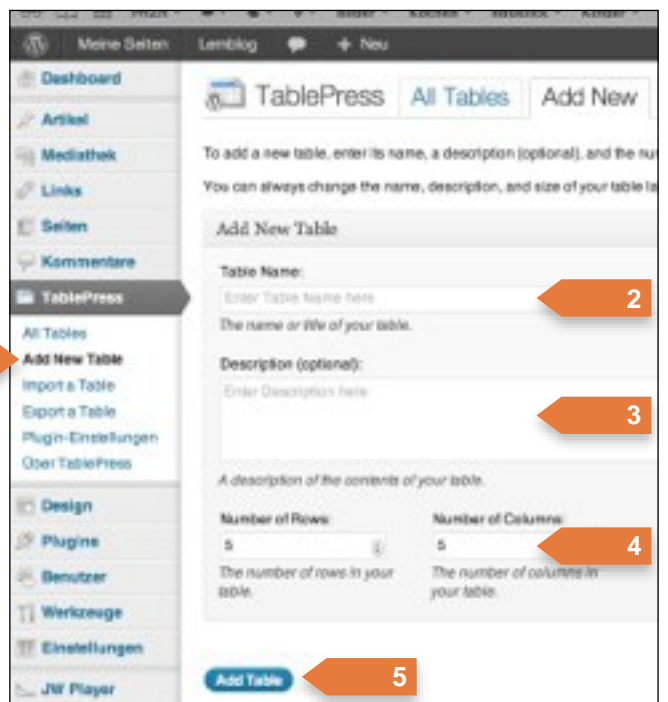 Meine Seiten Lernblog + Neu
Dashboard
Artikel
Mediathek
Links
Seiten
Kommentare
TablePress
All Tables
Add New Table
Import a Table
Export a Table
Plugin-Einstellungen
Über TablePress
Design
Plugins
Benutzer
Werkzeuge
Einstellungen
JW Player
TablePress All Tables Add New
To add a new table, enter its name, a description (optional), and the
You can always change the name, description, and size of your table
Add New Table
Table Name:
Enter Table Name here
2
The name or title of your table.
Description (optional):
Enter Description here
3
A description of the contents of your table.
Number of Rows: Number of Columns:
5 5
4
The number of rows in your The number of columns in
table. your table.
Add Table
5